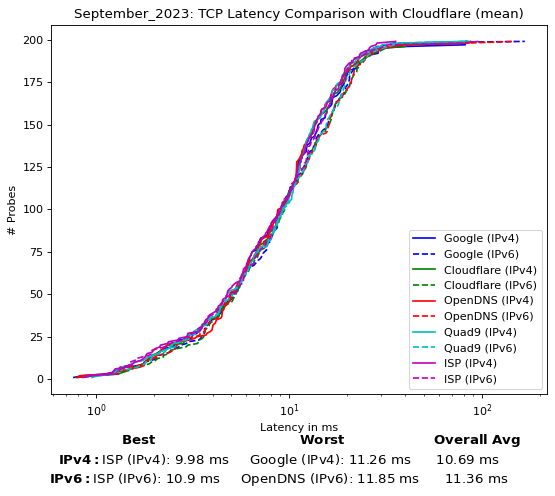 September_2023: TCP Latency Comparison with Cloudflare (mean)
200
175
150
125
100
75
50
25
0
# Probes
Google (IPv4)
Google (IPv6)
Cloudflare (IPv4)
Cloudflare (IPv6)
OpenDNS (IPv4)
OpenDNS (IPv6)
Quad9 (IPv4)
Quad9 (IPv6)
ISP (IPv4)
ISP (IPv6)
10⁰ 10¹ 10²
Latency in ms
Best Worst Overall Avg
IPv4: ISP (IPv4): 9.98 ms Google (IPv4): 11.26 ms 10.69 ms
IPv6: ISP (IPv6): 10.9 ms OpenDNS (IPv6): 11.85 ms 11.36 ms